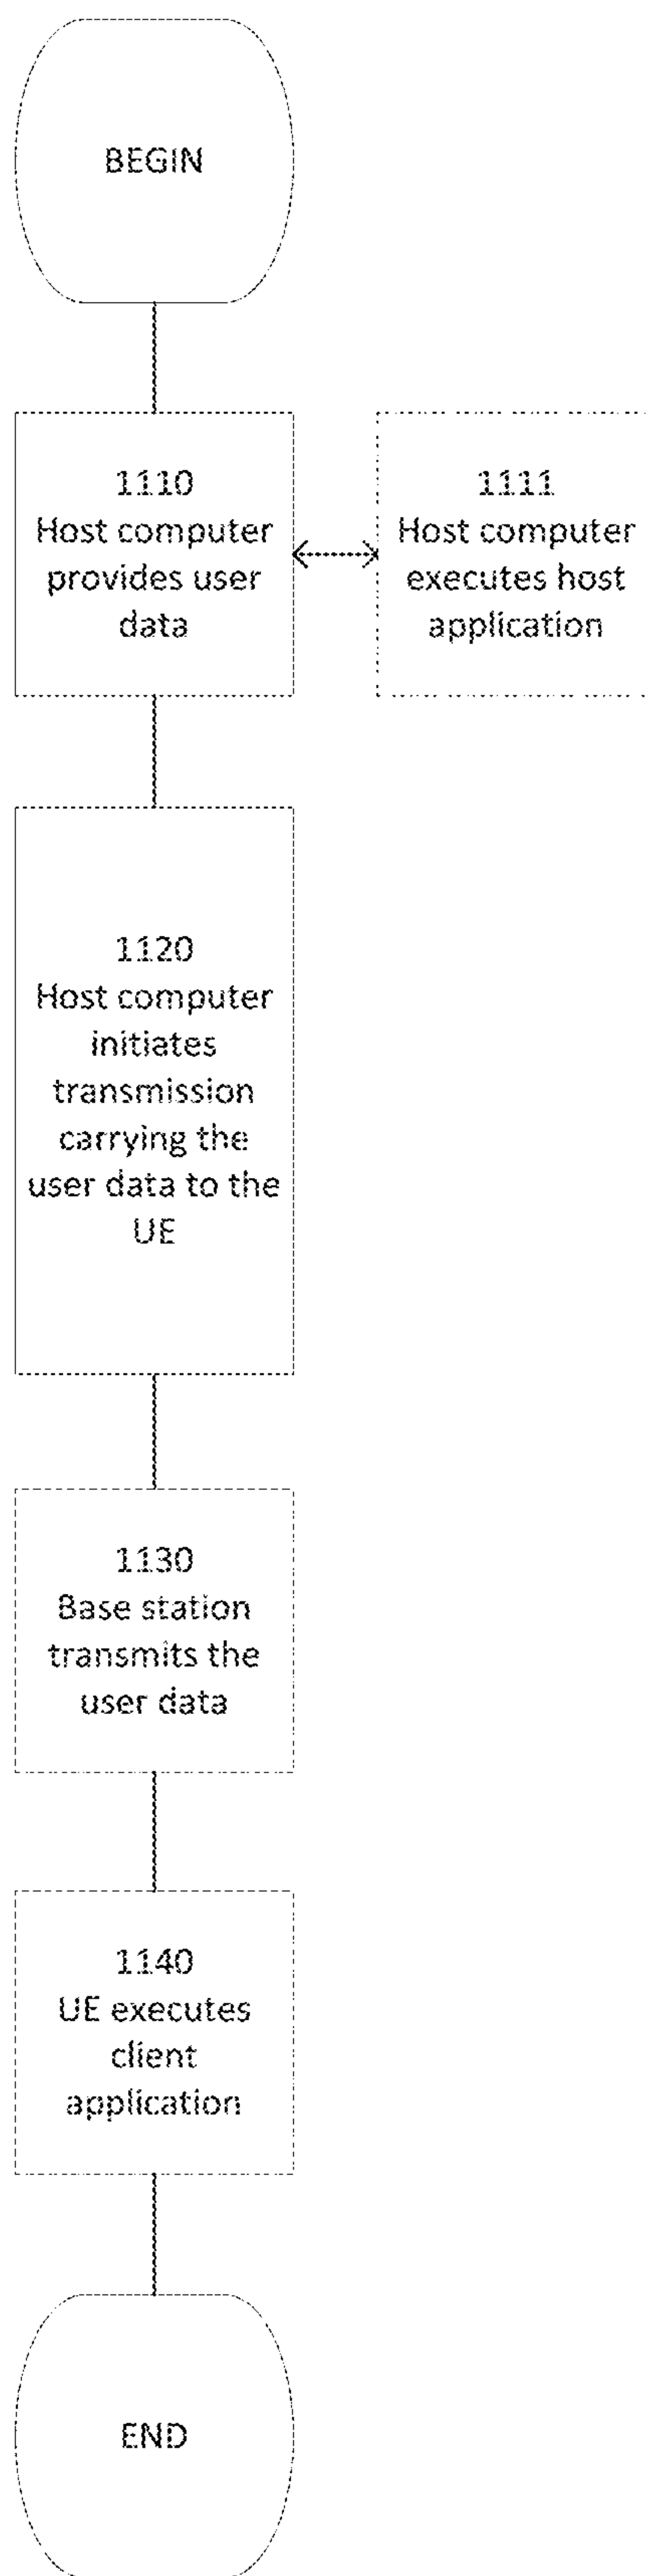 BEGIN
1110
Host computer
provides user
data
1111
Host computer
executes host
application
1120
Host computer
initiates
transmission
carrying the
user data to the
UE
1130
Base station
transmits the
user data
1140
UE executes
client
application
END